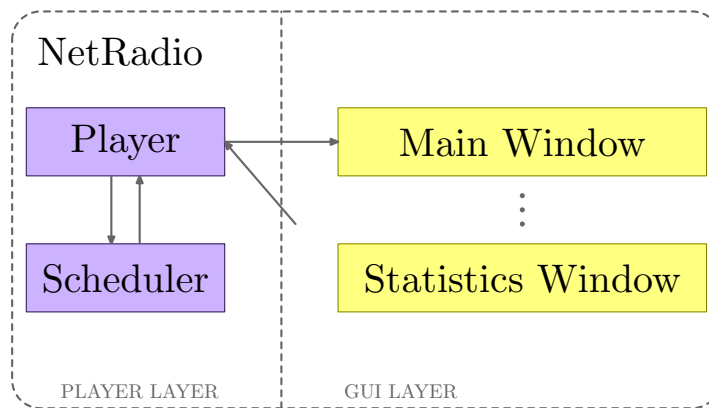 NetRadio
Player
Main Window
Scheduler
Statistics Window
PLAYER LAYER
GUI LAYER